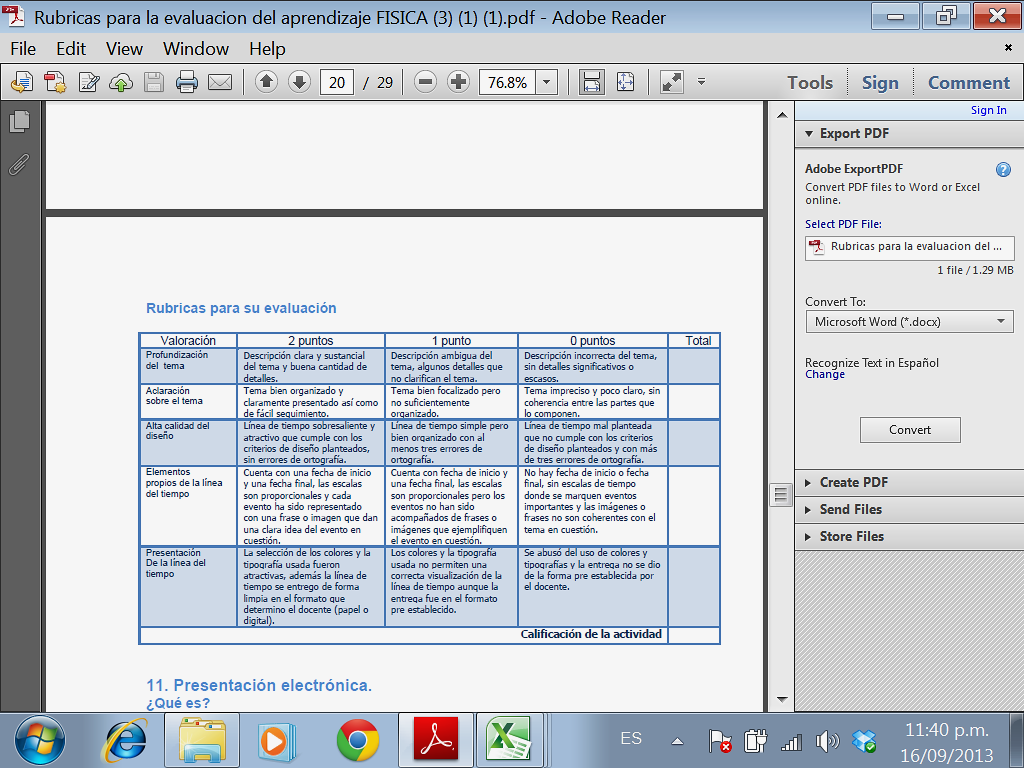 Rubricas para la evaluacion del aprendizaje FISICA (3) (1) (1).pdf - Adobe Reader
File Edit View Window Help
20 / 29 76.8% Tools Sign Comment
Sign In
Export PDF
Adobe ExportPDF
Convert PDF files to Word or Excel
online.
Select PDF File:
Rubricas para la evaluacion del ...
1 file / 1.29 MB
Convert To:
Microsoft Word (*.docx)
Recognize Text in Español
Change
Convert
Create PDF
Send Files
Store Files
Rubricas para su evaluación
Valoración 2 puntos 1 punto 0 puntos Total
Profundización
del tema
Descripción clara y sustancial
del tema y buena cantidad de
detalles.
Descripción ambigua del
tema, algunos detalles que
no clarifican el tema.
Descripción incorrecta del tema,
sin detalles significativos o
escasos.
Aclaración
sobre el tema
Tema bien organizado y
claramente presentado así como
de fácil seguimiento.
Tema bien focalizado pero
no suficientemente
organizado.
Tema impreciso y poco claro, sin
coherencia entre las partes que
lo componen.
Alta calidad del
diseño
Línea de tiempo sobresaliente y
atractivo que cumple con los
criterios de diseño planteados,
sin errores de ortografía.
Línea de tiempo simple pero
bien organizado con al
menos tres errores de
ortografía.
Línea de tiempo mal planteada
que no cumple con los criterios
de diseño planteados y con más
de tres errores de ortografía.
Elementos
propios de la línea
del tiempo
Cuenta con una fecha de inicio
y una fecha final, las escalas
son proporcionales y cada
evento ha sido representado
con una frase o imagen que dan
una clara idea del evento en
cuestión.
Cuenta con fecha de inicio y
una fecha final, las escalas
son proporcionales pero los
eventos no han sido
acompañados de frases o
imágenes que ejemplifiquen
el evento en cuestión.
No hay fecha de inicio o fecha
final, sin escalas de tiempo
donde se marquen eventos
importantes y las imágenes o
frases no son coherentes con el
tema en cuestión.
Presentación
De la línea del
tiempo
La selección de los colores y la
tipografía usada fueron
atractivas, además la línea de
tiempo se entrego de forma
limpia en el formato que
determino el docente (papel o
digital).
Los colores y la tipografía
usada no permiten una
correcta visualización de la
línea de tiempo aunque la
entrega fue en el formato
pre establecido.
Se abusó del uso de colores y
tipografías y la entrega no se dio
de la forma pre establecida por
el docente.
Calificación de la actividad
11. Presentación electrónica.
¿Qué es?
ES
11:40 p.m.
16/09/2013